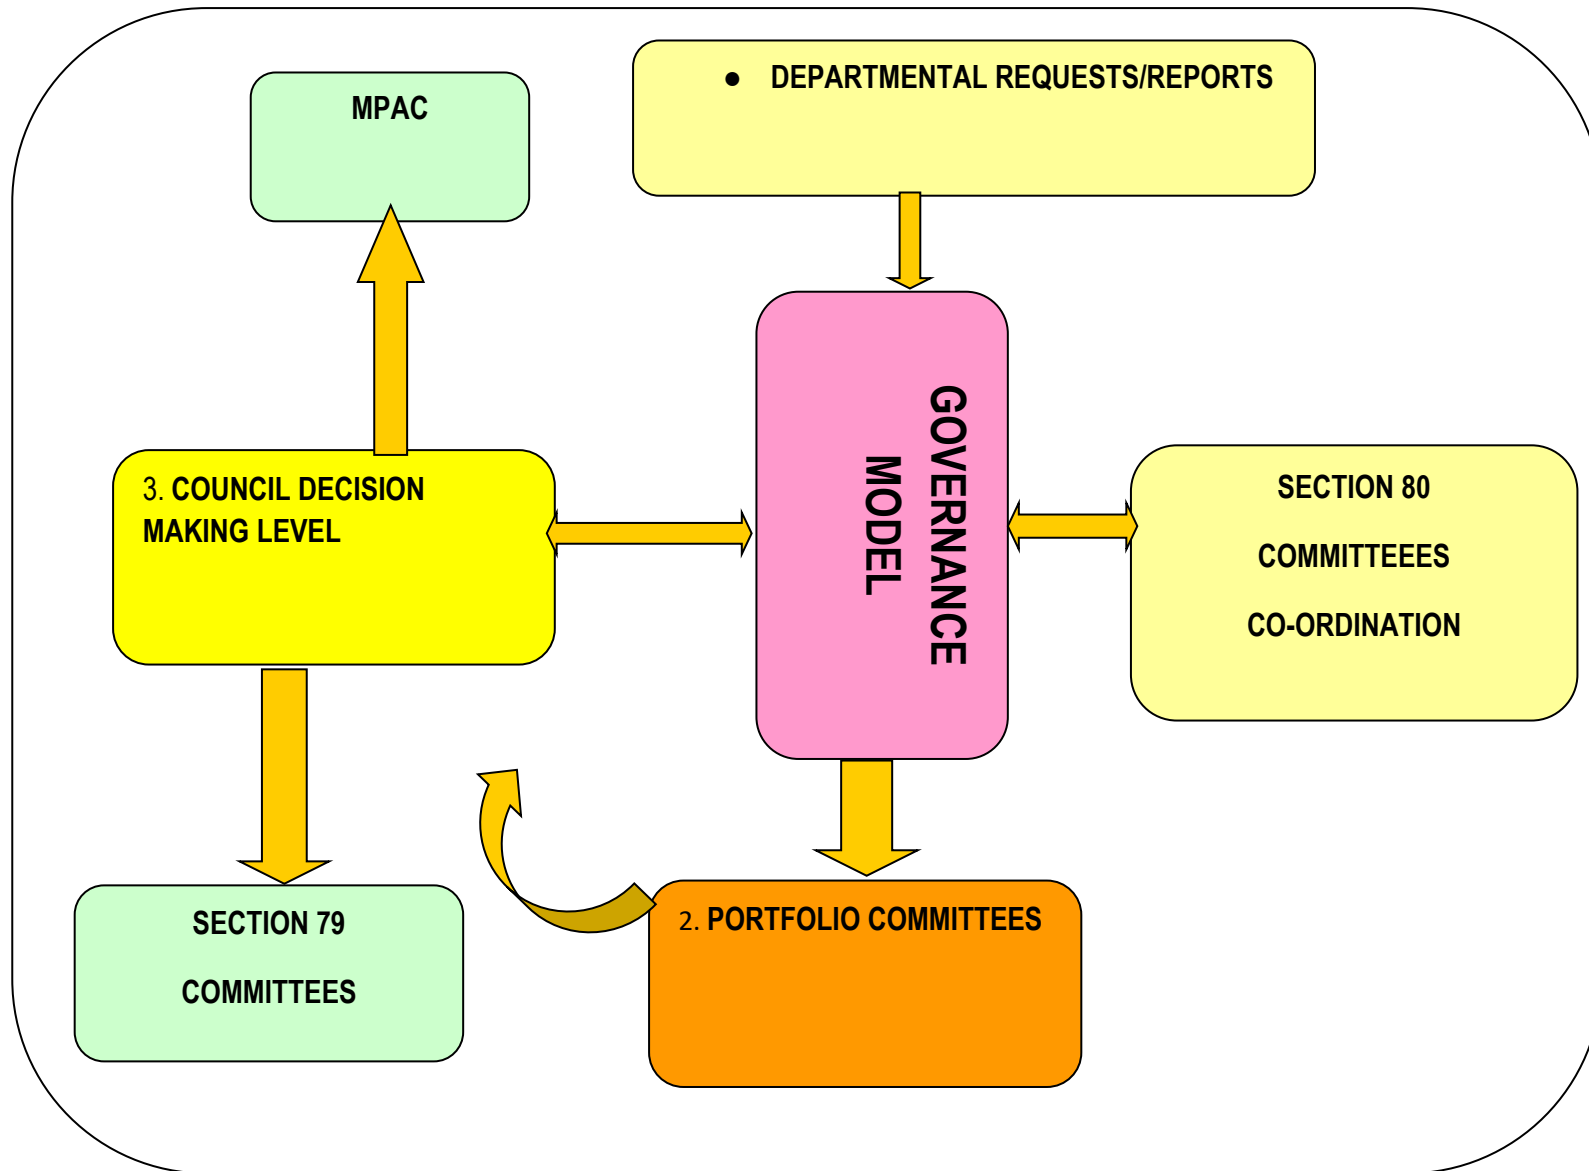 MPAC
● DEPARTMENTAL REQUESTS/REPORTS
GOVERNANCE
MODEL
3. COUNCIL DECISION
MAKING LEVEL
SECTION 80
COMMITTEEES
CO-ORDINATION
SECTION 79
COMMITTEES
2. PORTFOLIO COMMITTEES